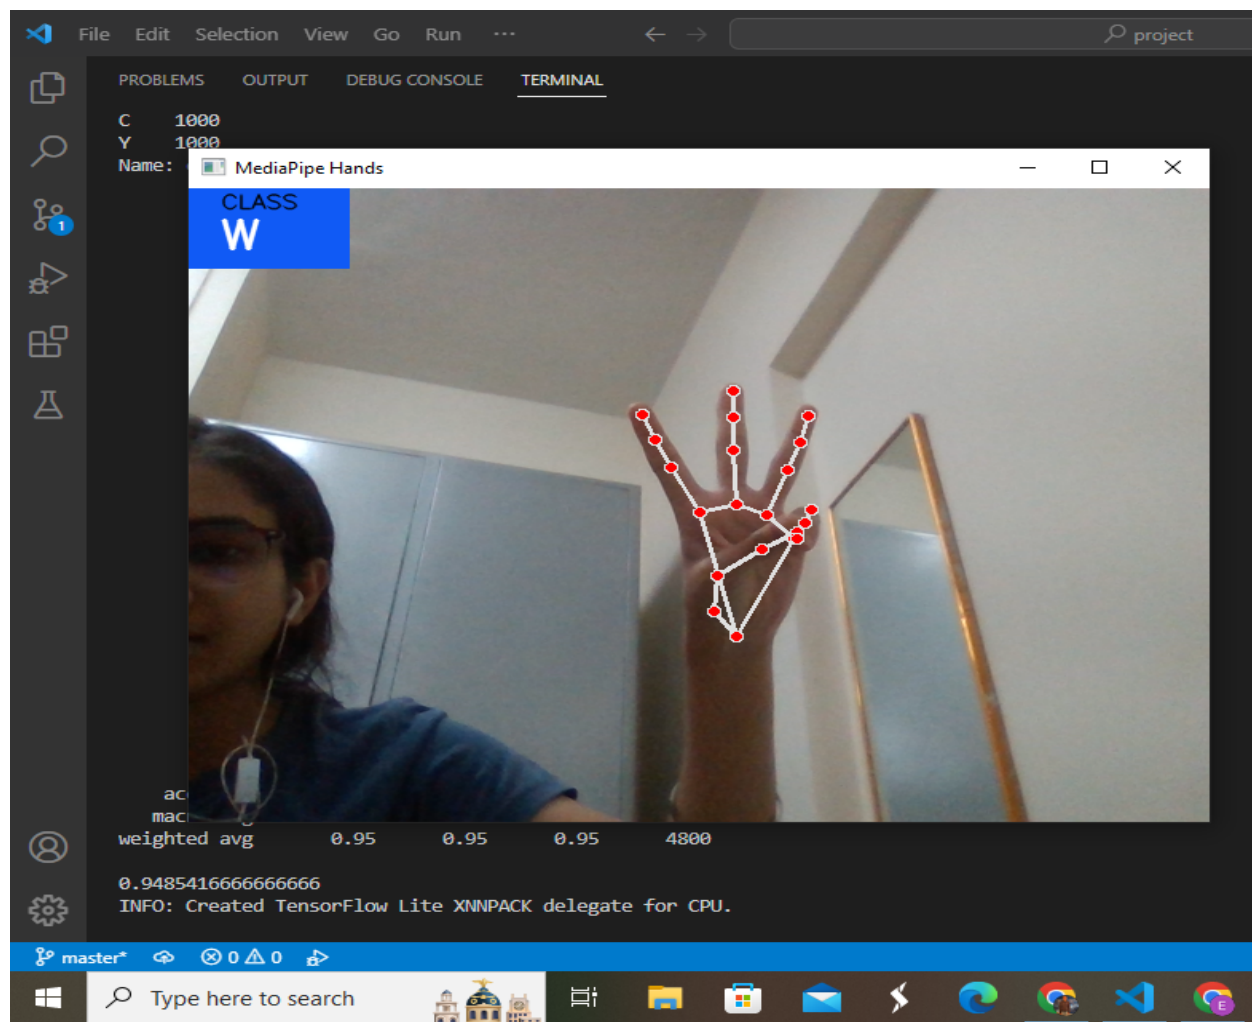 File Edit Selection View Go Run ··· ← → project
PROBLEMS OUTPUT DEBUG CONSOLE TERMINAL
C 1000
Y 1000
Name:
MediaPipe Hands
CLASS
W
1
ac
mac
weighted avg 0.95 0.95 0.95 4800
0.9485416666666666
INFO: Created TensorFlow Lite XNNPACK delegate for CPU.
master* 0 0
Type here to search
E